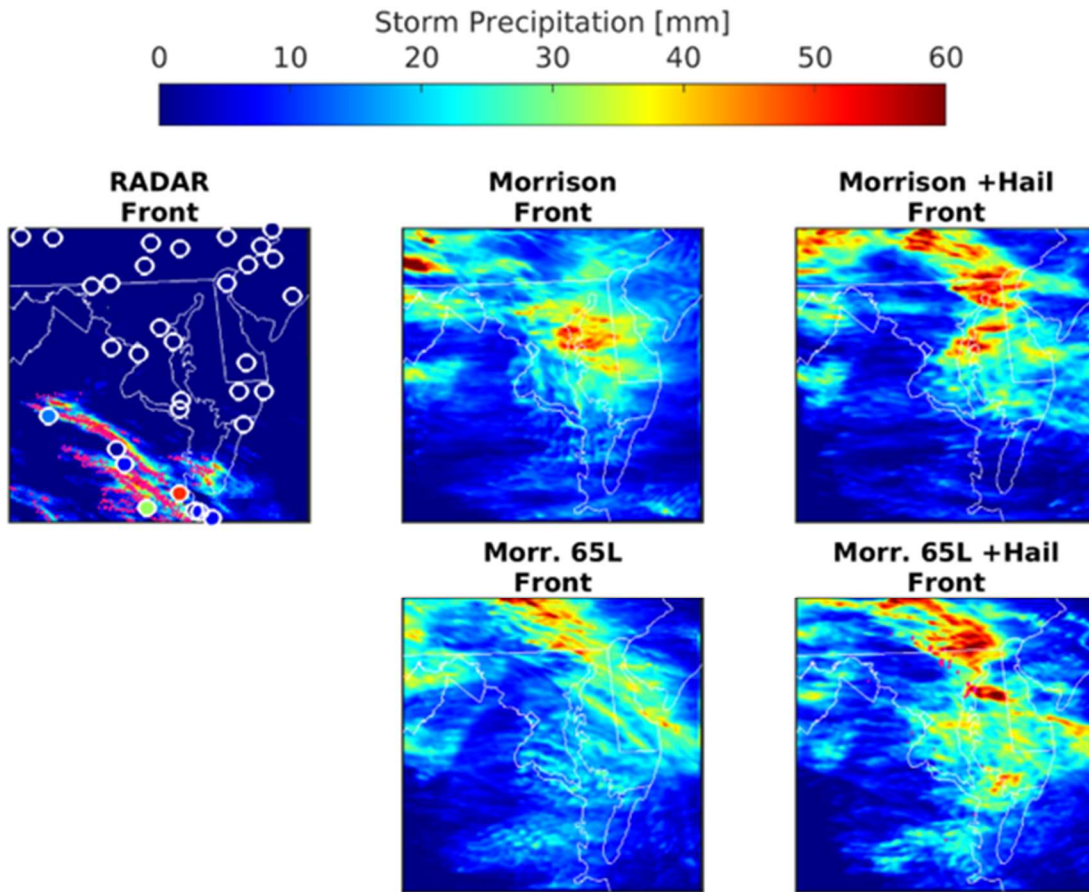 Storm Precipitation [mm]
0 10 20 30 40 50 60
RADAR
Front
Morrison
Front
Morrison +Hail
Front
Morr. 65L
Front
Morr. 65L +Hail
Front